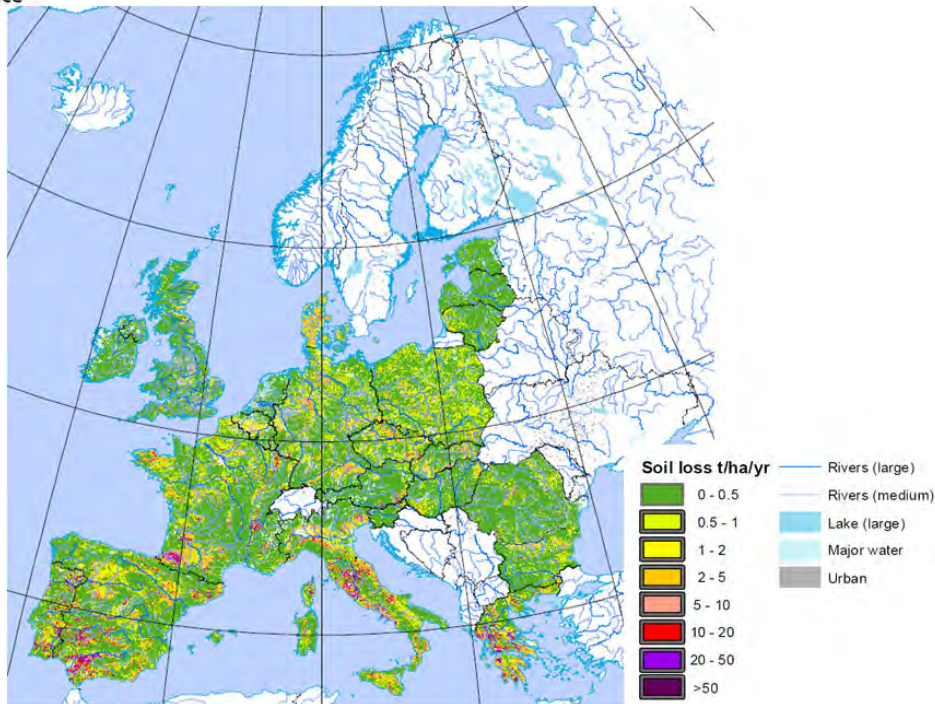 Soil loss t/ha/yr
0 - 0.5
0.5 - 1
1 - 2
2 - 5
5 - 10
10 - 20
20 - 50
>50
Rivers (large)
Rivers (medium)
Lake (large)
Major water
Urban